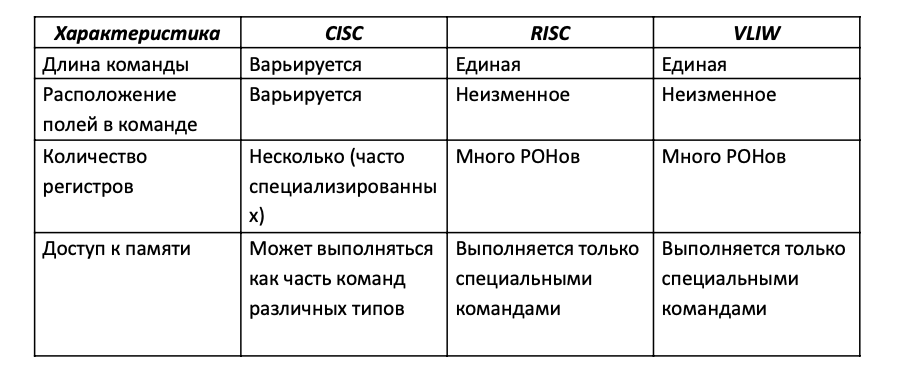 Характеристика CISC RISC VLIW
Длина команды Варьируется Единая Единая
Расположение Варьируется Неизменное Неизменное
полей в команде
Количество Несколько (часто Много РОНов Много РОНов
регистров специализированны
х)
Доступ к памяти Может выполняться Выполняется только Выполняется только
как часть команд специальными специальными
различных типов командами командами